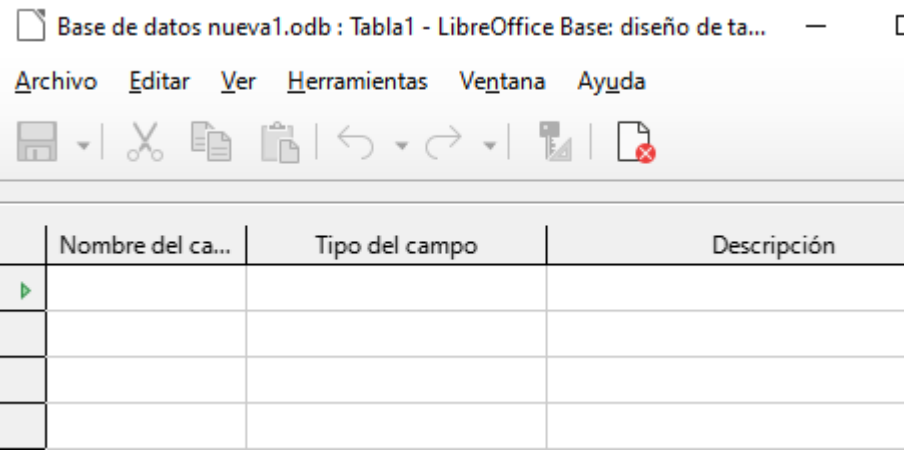 Base de datos nueva1.odb : Tabla1 - LibreOffice Base: diseño de ta...
Archivo Editar Ver Herramientas Ventana Ayuda
Nombre del ca... Tipo del campo Descripción